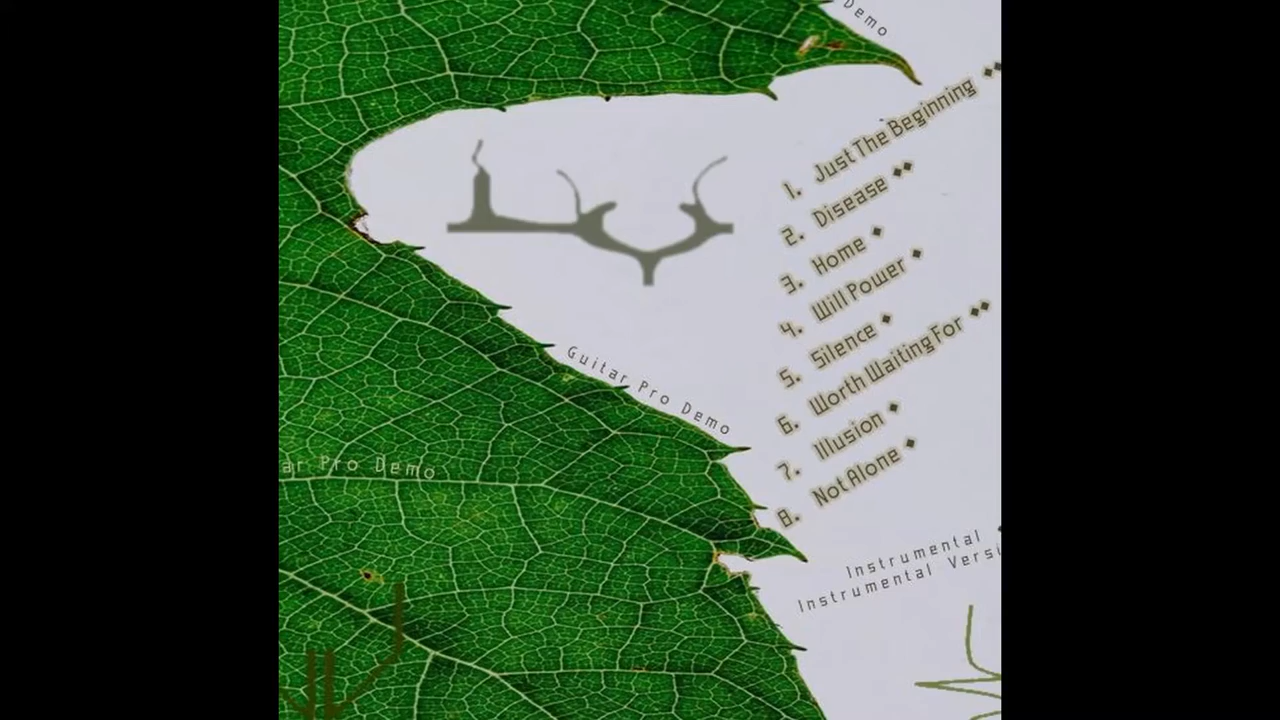 Demo
1. Just The Beginning ◆◆
2. Disease ◆◆
3. Home ◆
4. Will Power ◆
5. Silence ◆
6. Worth Waiting For ◆◆
7. Illusion ◆
8. Not Alone ◆
Guitar Pro Demo
ar Pro Demo
Instrumental ◆
Instrumental Versi